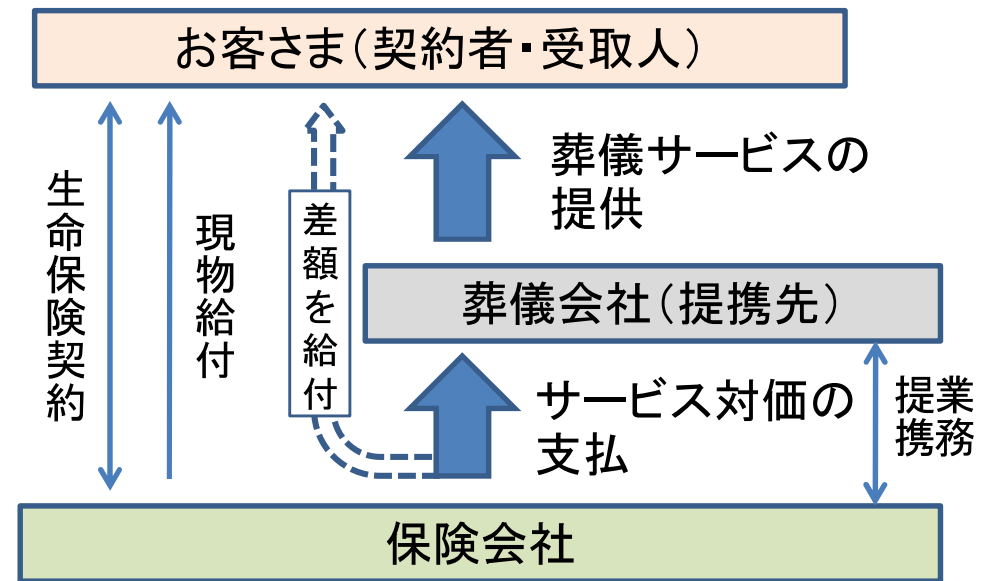 お客さま（契約者・受取人）
生命保険契約
現物給付
差額を給付
葬儀サービスの
提供
葬儀会社（提携先）
サービス対価の
支払
提業
携務
保険会社